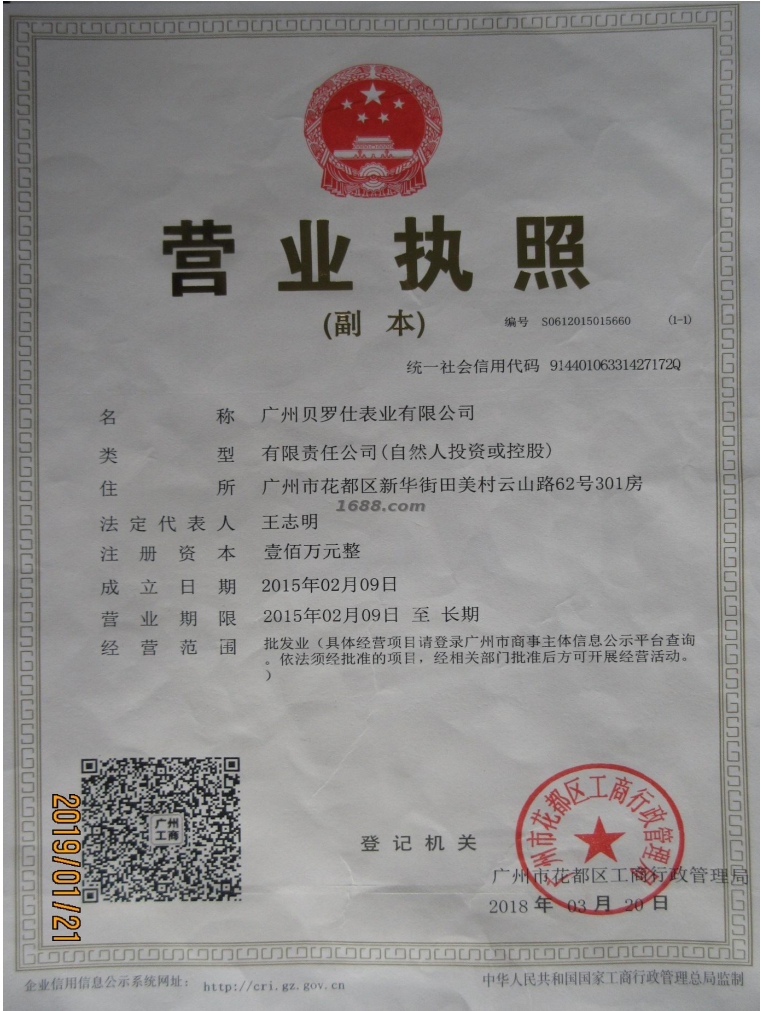 营业执照
(副 本)
编号 S0612015015660 (1-1)
统一社会信用代码 91440106331427172Q
名称 广州贝罗仕表业有限公司
类型 有限责任公司(自然人投资或控股)
住所 广州市花都区新华街田美村云山路62号301房
1688.com
法定代表人 王志明
注册资本 壹佰万元整
成立日期 2015年02月09日
营业期限 2015年02月09日 至 长期
经营范围 批发业（具体经营项目请登录广州市商事主体信息公示平台查询
。依法须经批准的项目，经相关部门批准后方可开展经营活动。
）
广州
工商
2019/01/21
登记机关
广州市花都区工商行政管理局
广州市花都区工商行政管理局
2018 年 03 月 20 日
企业信用信息公示系统网址： http://cri.gz.gov.cn
中华人民共和国国家工商行政管理总局监制